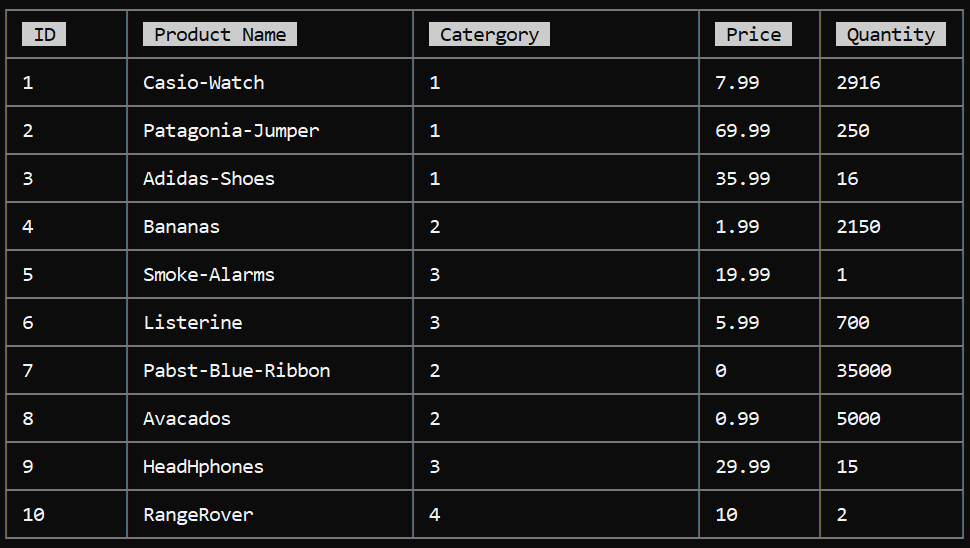 ID Product Name Catergory Price Quantity
1 Casio-Watch 1 7.99 2916
2 Patagonia-Jumper 1 69.99 250
3 Adidas-Shoes 1 35.99 16
4 Bananas 2 1.99 2150
5 Smoke-Alarms 3 19.99 1
6 Listerine 3 5.99 700
7 Pabst-Blue-Ribbon 2 0 35000
8 Avacados 2 0.99 5000
9 HeadHphones 3 29.99 15
10 RangeRover 4 10 2